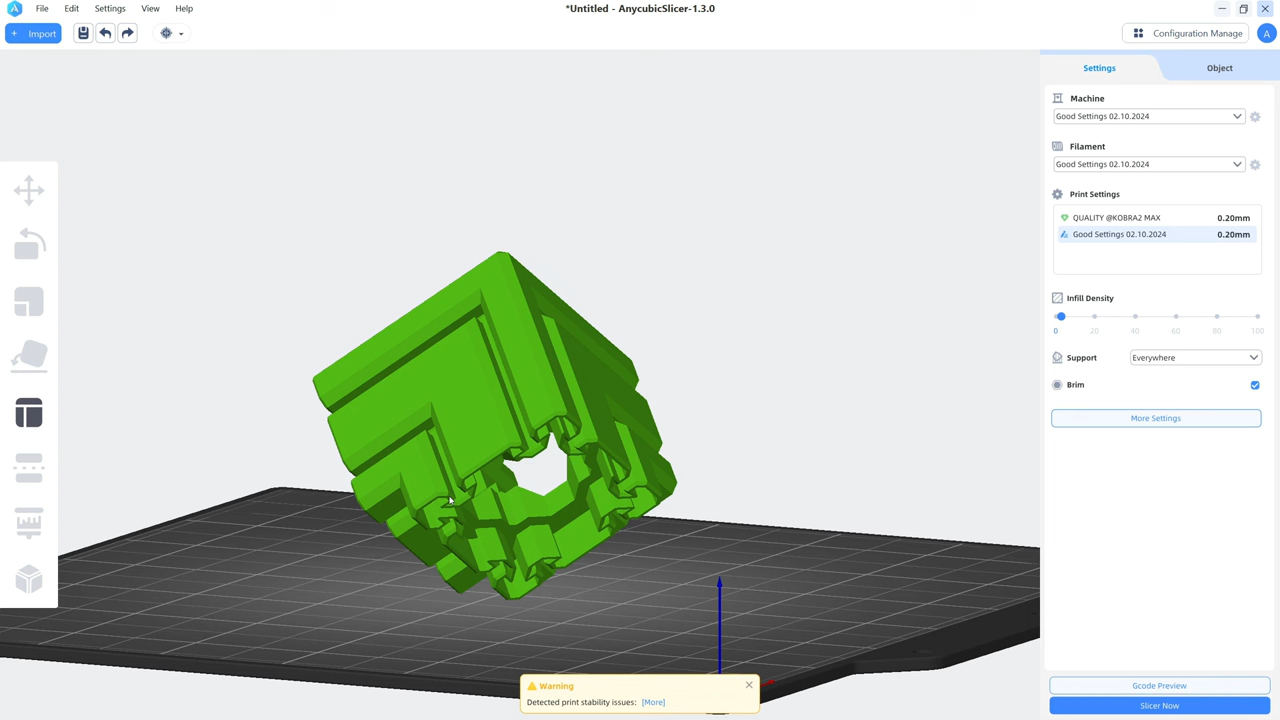 File Edit Settings View Help
*Untitled - AnycubicSlicer-1.3.0
+ Import
Configuration Manage
A
Settings
Object
Machine
Good Settings 02.10.2024
Filament
Good Settings 02.10.2024
Print Settings
QUALITY @KOBRA2 MAX 0.20mm
Good Settings 02.10.2024 0.20mm
Infill Density
0 20 40 60 80 100
Support Everywhere
Brim
More Settings
Warning
Detected print stability issues: [More]
Gcode Preview
Slicer Now